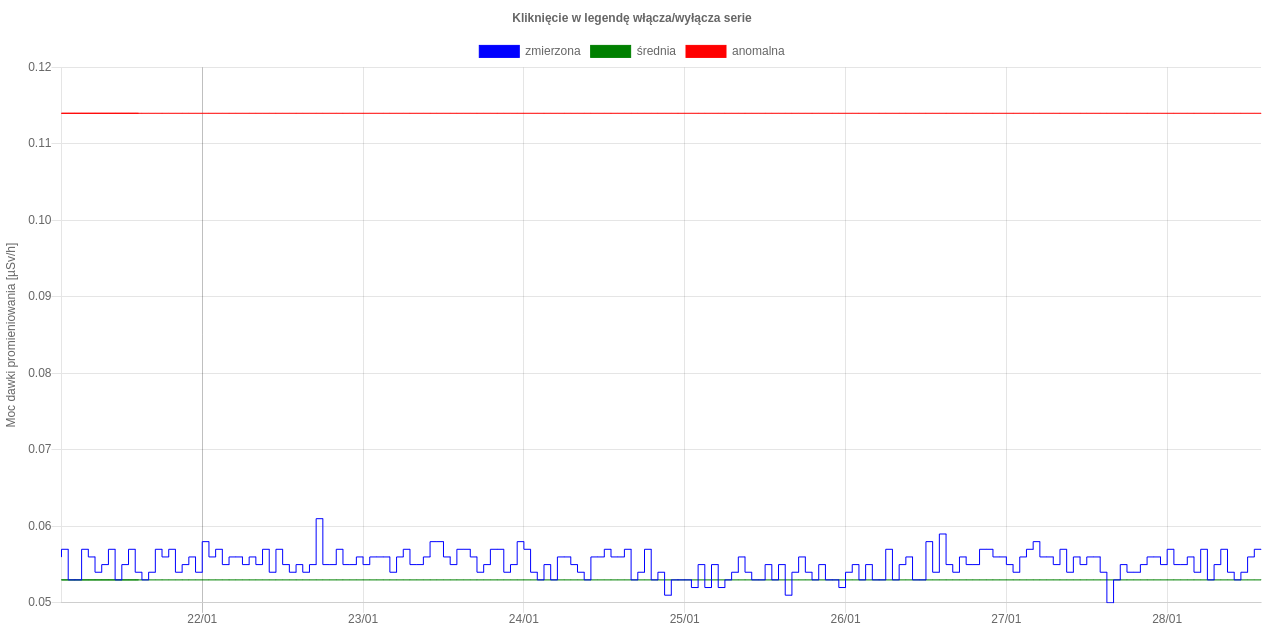 Kliknięcie w legendę włącza/wyłącza serie
zmierzona średnia anomalna
Moc dawki promieniowania [µSv/h]
0.12
0.11
0.10
0.09
0.08
0.07
0.06
0.05
22/01 23/01 24/01 25/01 26/01 27/01 28/01